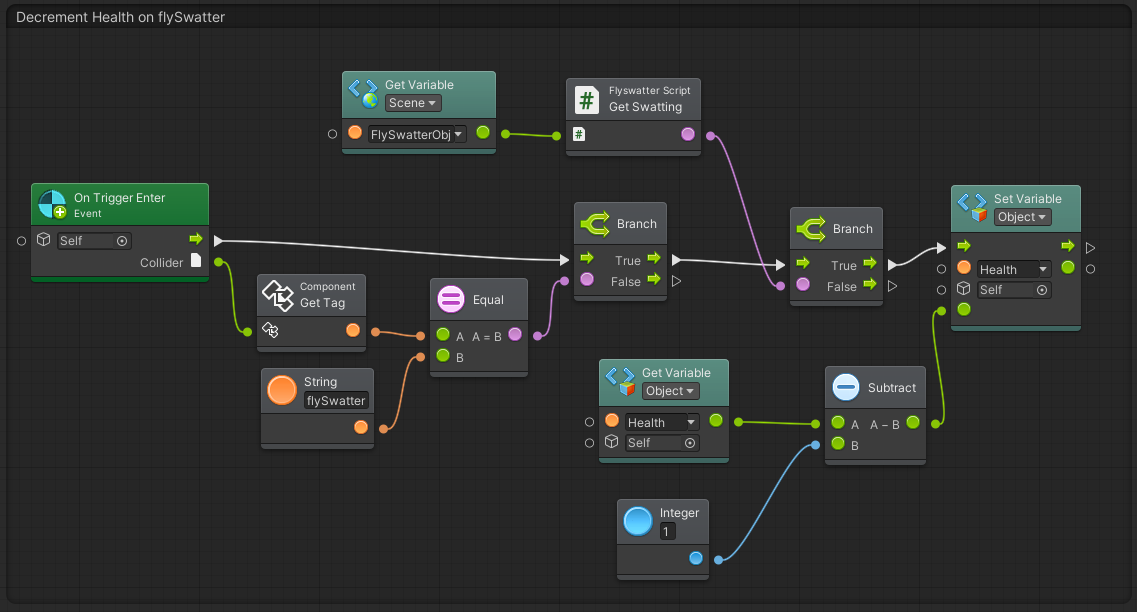 Decrement Health on flySwatter
Get Variable
Scene
FlySwatterObj
Flyswatter Script
Get Swatting
#
#
On Trigger Enter
Event
Self
Collider
Branch
True
False
Branch
True
False
Set Variable
Object
Health
Self
Component
Get Tag
Equal
A A = B
B
String
flySwatter
Get Variable
Object
Health
Self
Subtract
A A − B
B
Integer
1